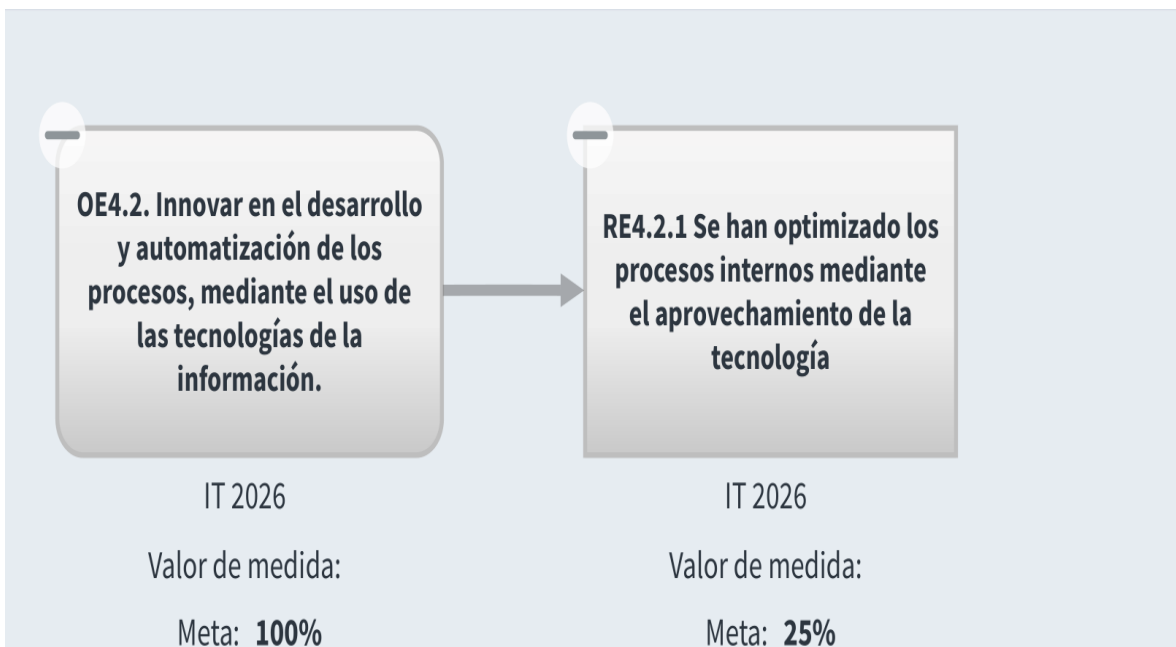 OE4.2. Innovar en el desarrollo
y automatización de los
procesos, mediante el uso de
las tecnologías de la
información.
IT 2026
Valor de medida:
Meta: 100%
RE4.2.1 Se han optimizado los
procesos internos mediante
el aprovechamiento de la
tecnología
IT 2026
Valor de medida:
Meta: 25%